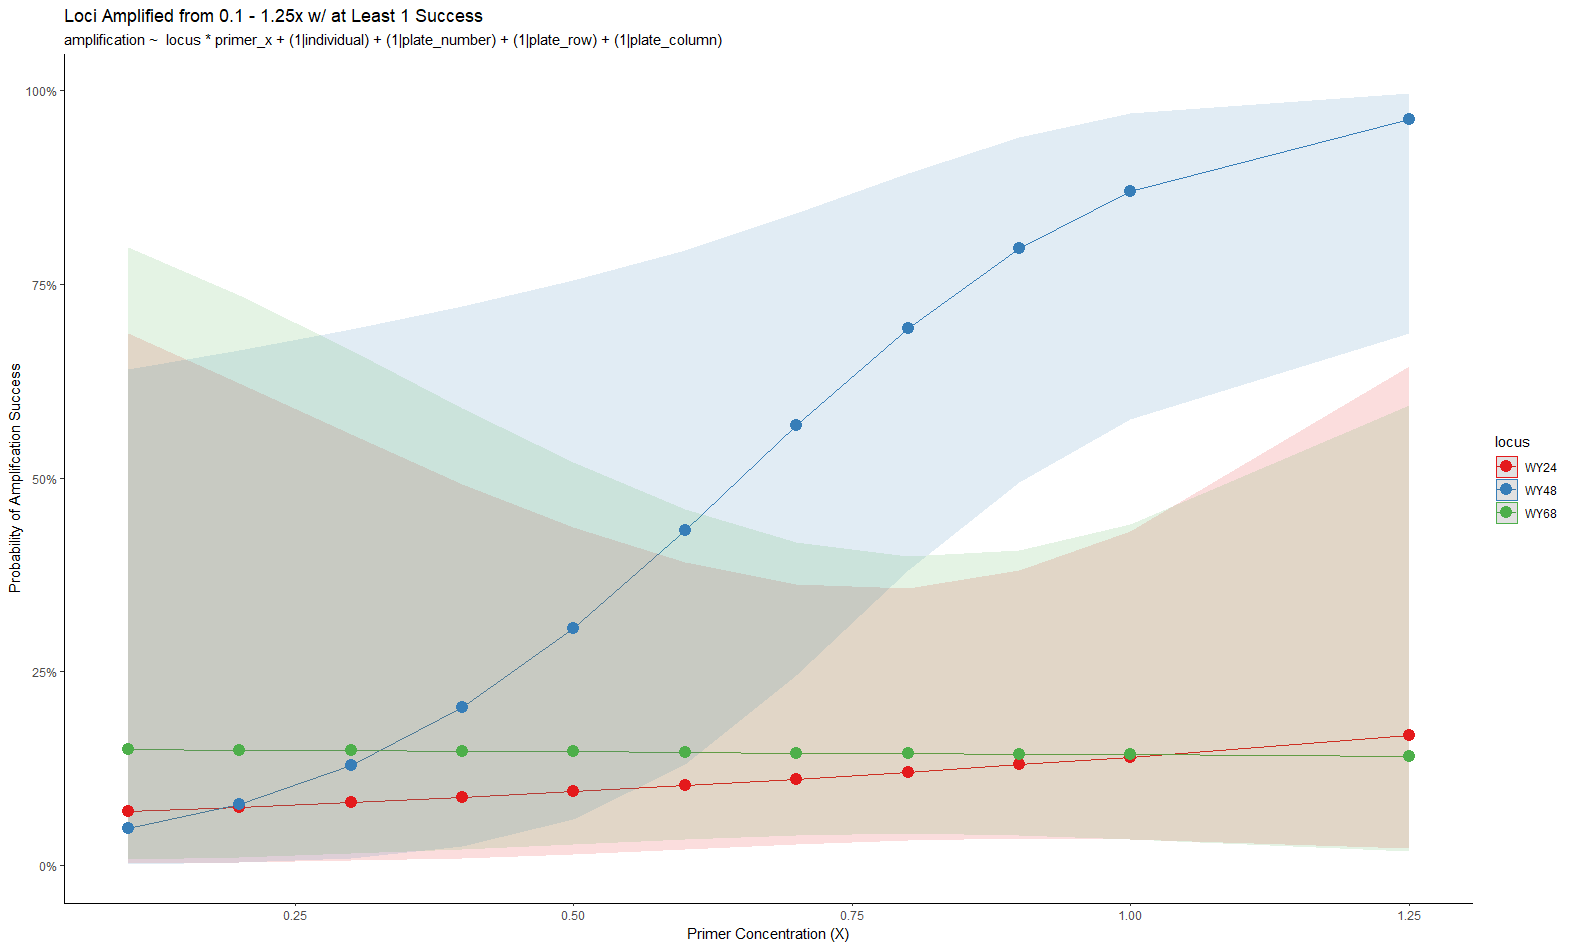 Loci Amplified from 0.1 - 1.25x w/ at Least 1 Success
amplification ~ locus * primer_x + (1|individual) + (1|plate_number) + (1|plate_row) + (1|plate_column)
100%
75%
50%
25%
0%
Probability of Amplifcation Success
0.25
0.50
0.75
1.00
1.25
Primer Concentration (X)
locus
WY24
WY48
WY68